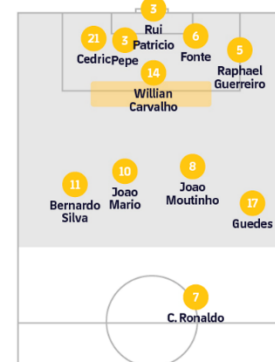 3
Rui
Patricio
21
Cedric
3
Pepe
6
Fonte
5
Raphael
Guerreiro
14
Willian
Carvalho
11
Bernardo
Silva
10
Joao
Mario
8
Joao
Moutinho
17
Guedes
7
C. Ronaldo